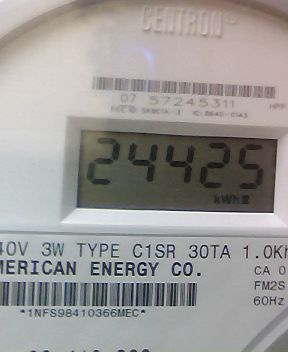 CENTRON
07 57245311
24425
kWh
40V 3W TYPE C1SR 30TA 1.0Kh
MERICAN ENERGY CO.
CA 0
FM2S
60Hz
*1NFS98410366MEC*